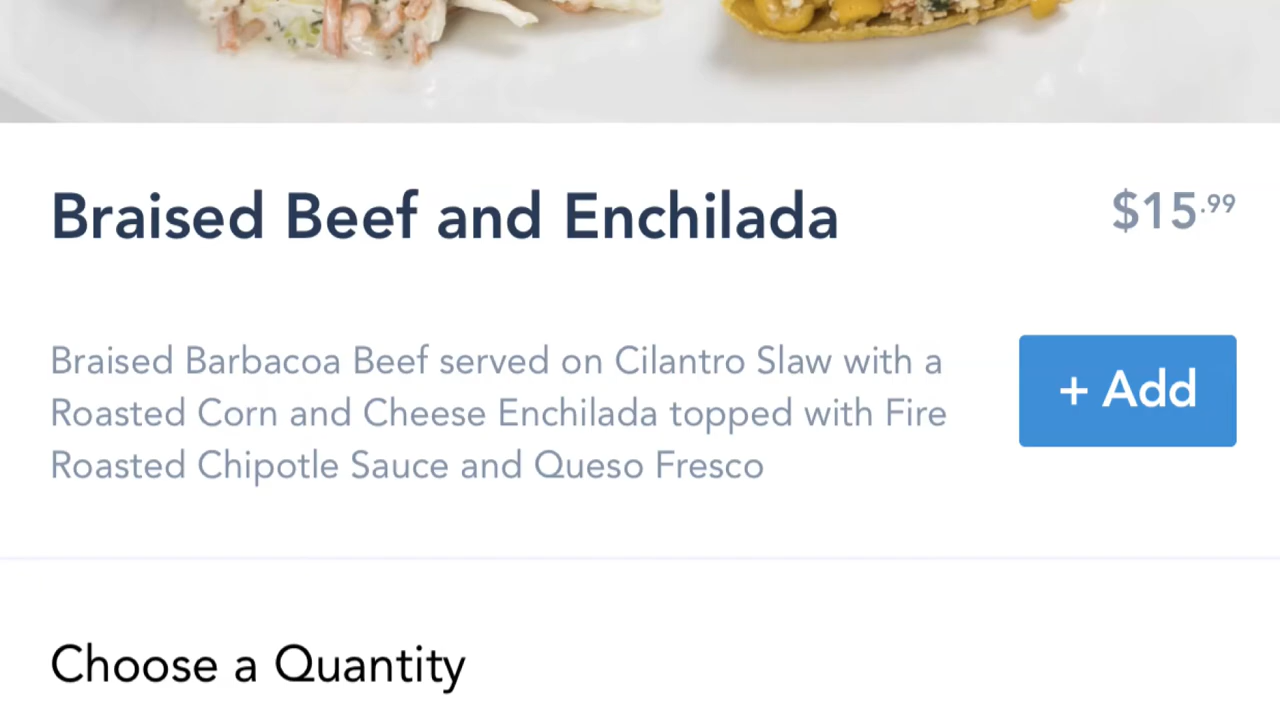 Braised Beef and Enchilada
$15.99
Braised Barbacoa Beef served on Cilantro Slaw with a
Roasted Corn and Cheese Enchilada topped with Fire
Roasted Chipotle Sauce and Queso Fresco
+ Add
Choose a Quantity